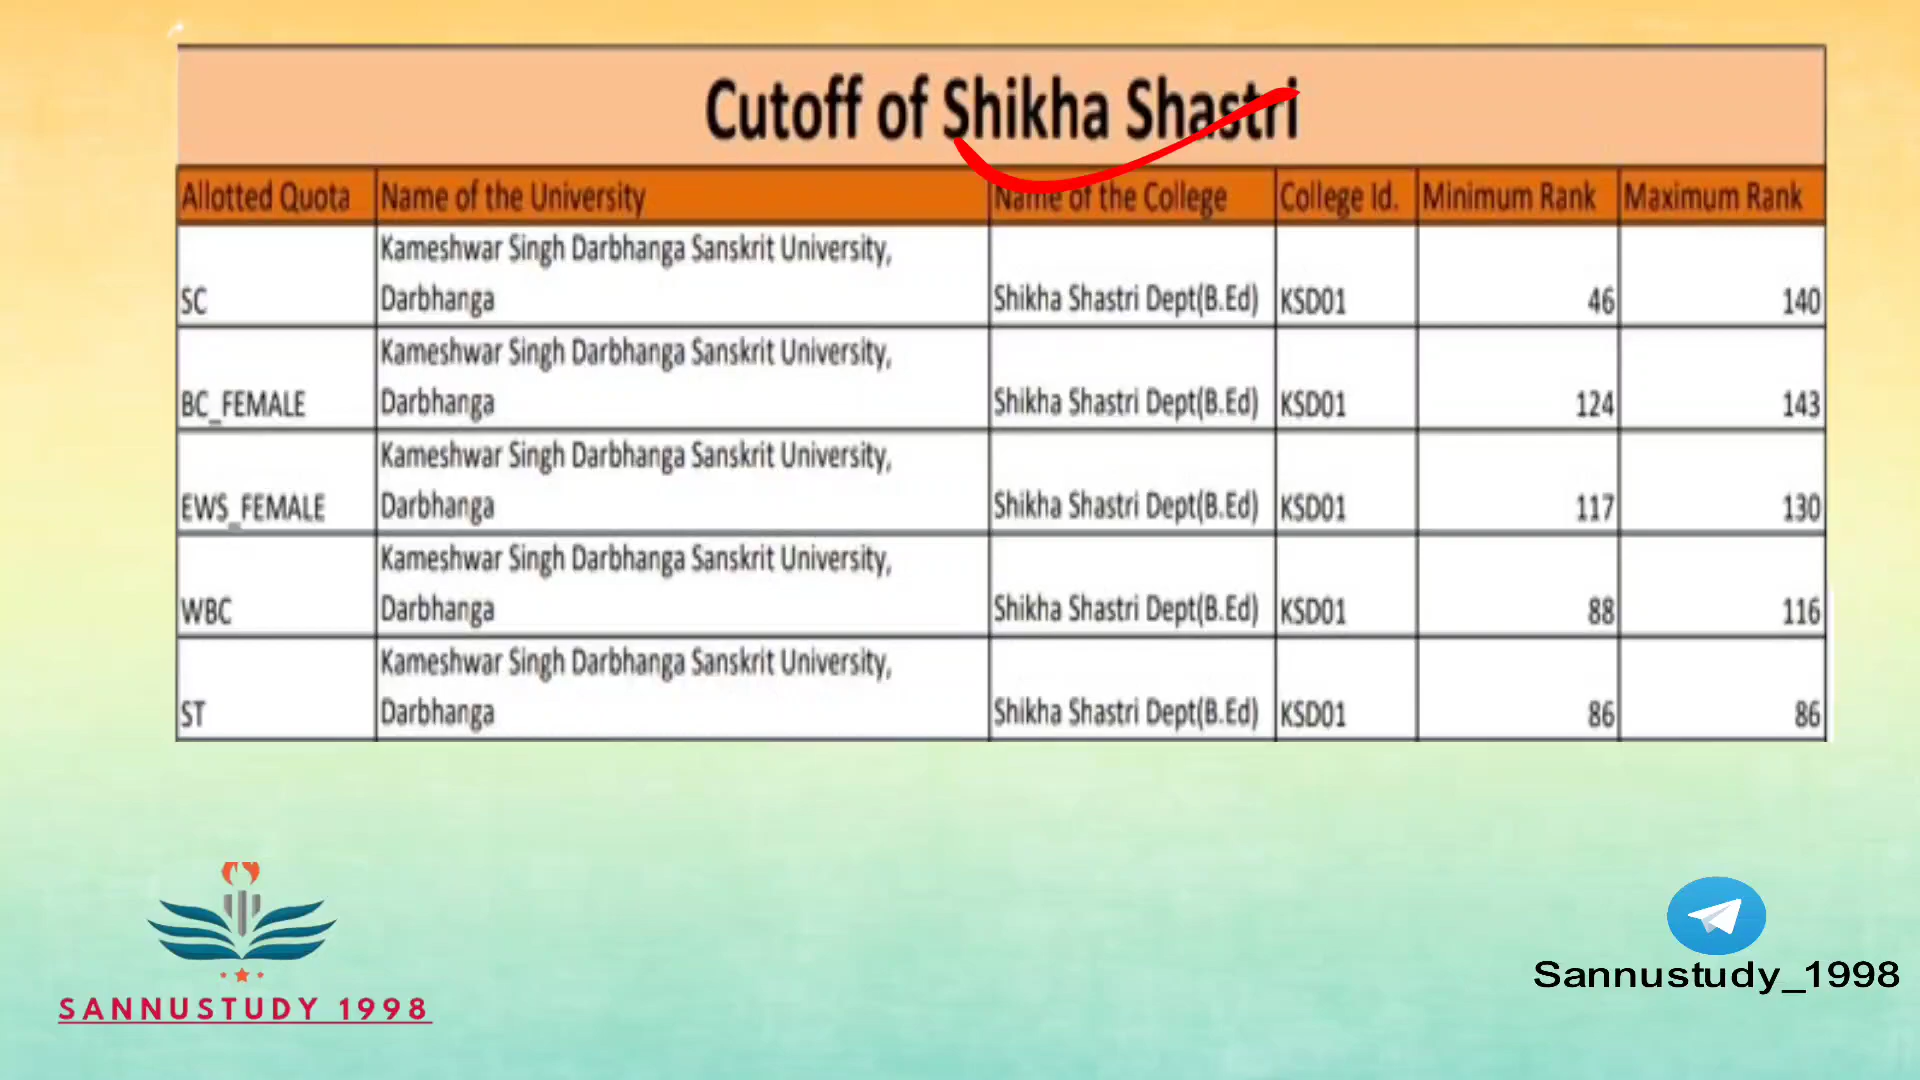 Cutoff of Shikha Shastri
Allotted Quota Name of the University Name of the College College Id. Minimum Rank Maximum Rank
Kameshwar Singh Darbhanga Sanskrit University,
SC Darbhanga Shikha Shastri Dept(B.Ed) KSD01 46 140
Kameshwar Singh Darbhanga Sanskrit University,
BC_FEMALE Darbhanga Shikha Shastri Dept(B.Ed) KSD01 124 143
Kameshwar Singh Darbhanga Sanskrit University,
EWS_FEMALE Darbhanga Shikha Shastri Dept(B.Ed) KSD01 117 130
Kameshwar Singh Darbhanga Sanskrit University,
WBC Darbhanga Shikha Shastri Dept(B.Ed) KSD01 88 116
Kameshwar Singh Darbhanga Sanskrit University,
ST Darbhanga Shikha Shastri Dept(B.Ed) KSD01 86 86
SANNUSTUDY 1998
Sannustudy_1998